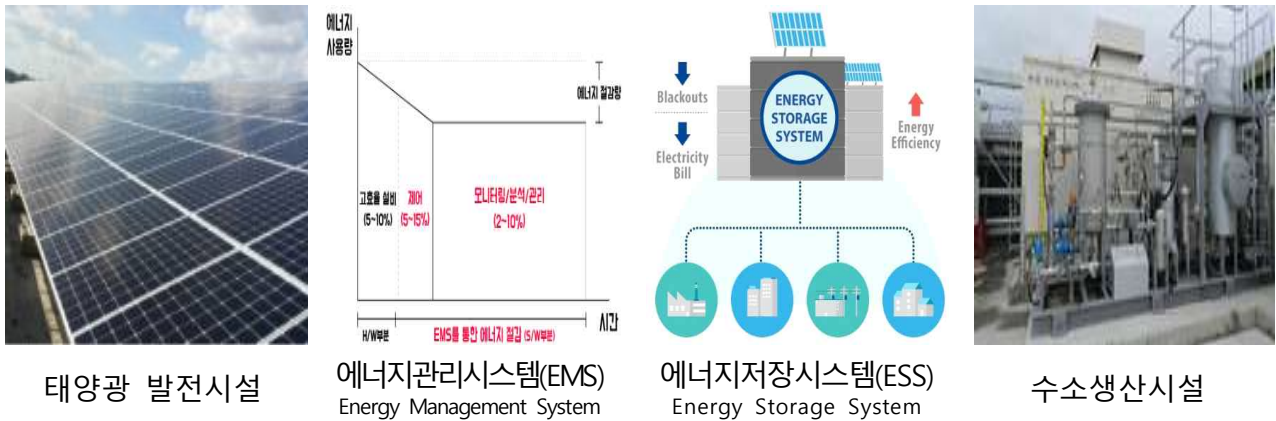 에너지
사용량
에너지 절감량
고효율 설비
(5~10%)
제어
(5~15%)
모니터링/분석/관리
(2~10%)
H/W부분
EMS를 통한 에너지 절감 (S/W부분)
시간
Blackouts
Electricity
Bill
ENERGY
STORAGE
SYSTEM
Energy
Efficiency
태양광 발전시설
에너지관리시스템(EMS)
Energy Management System
에너지저장시스템(ESS)
Energy Storage System
수소생산시설